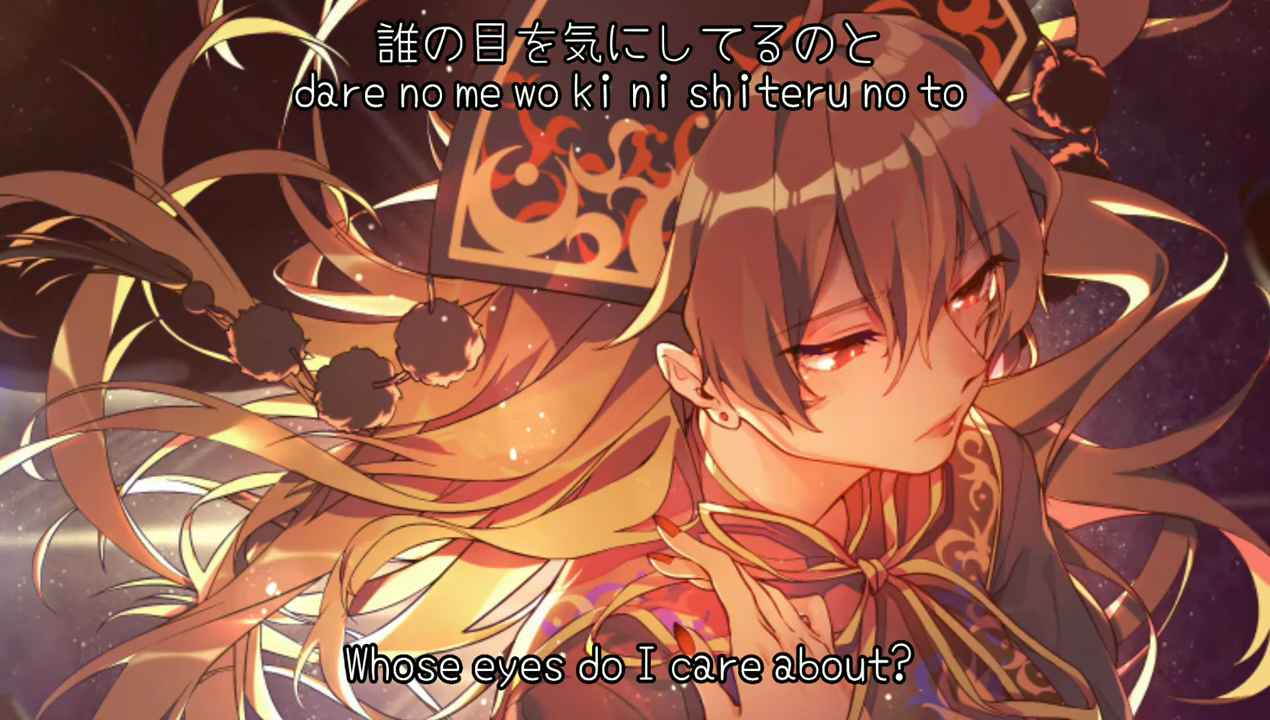 誰の目を気にしてるのと
dare no me wo ki ni shiteru no to
Whose eyes do I care about?